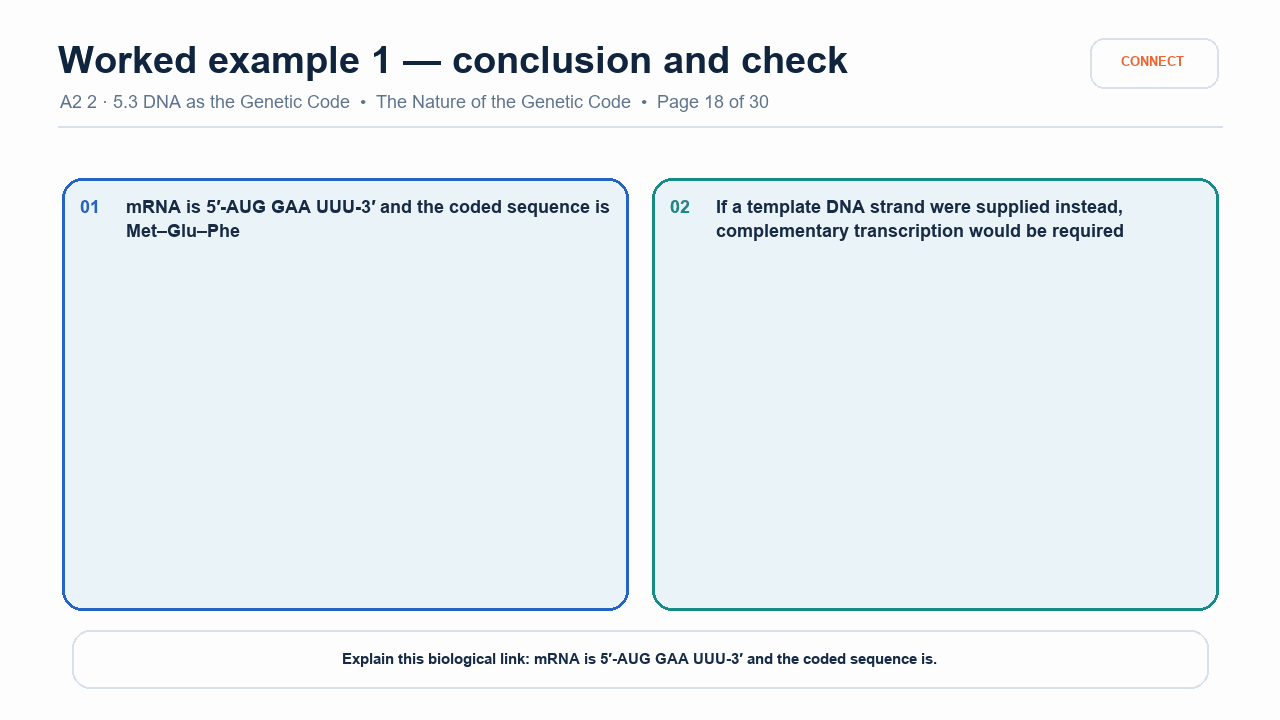 Worked example 1 — conclusion and check
CONNECT
A2 2 · 5.3 DNA as the Genetic Code • The Nature of the Genetic Code • Page 18 of 30
01 mRNA is 5′-AUG GAA UUU-3′ and the coded sequence is
Met–Glu–Phe
02 If a template DNA strand were supplied instead,
complementary transcription would be required
Explain this biological link: mRNA is 5′-AUG GAA UUU-3′ and the coded sequence is.